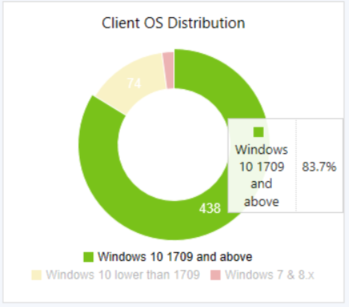 Client OS Distribution
74
Windows
10 1709
and
above
83.7%
438
Windows 10 1709 and above
Windows 10 lower than 1709
Windows 7 & 8.x